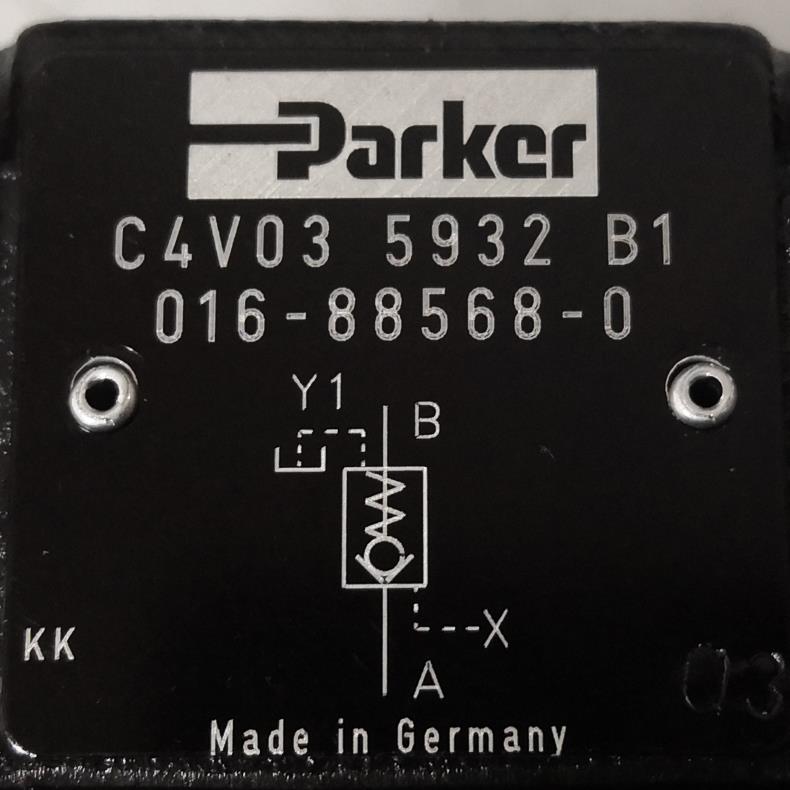 Parker
C4V03 5932 B1
016-88568-0
Y1
B
X
KK
A
03
Made in Germany